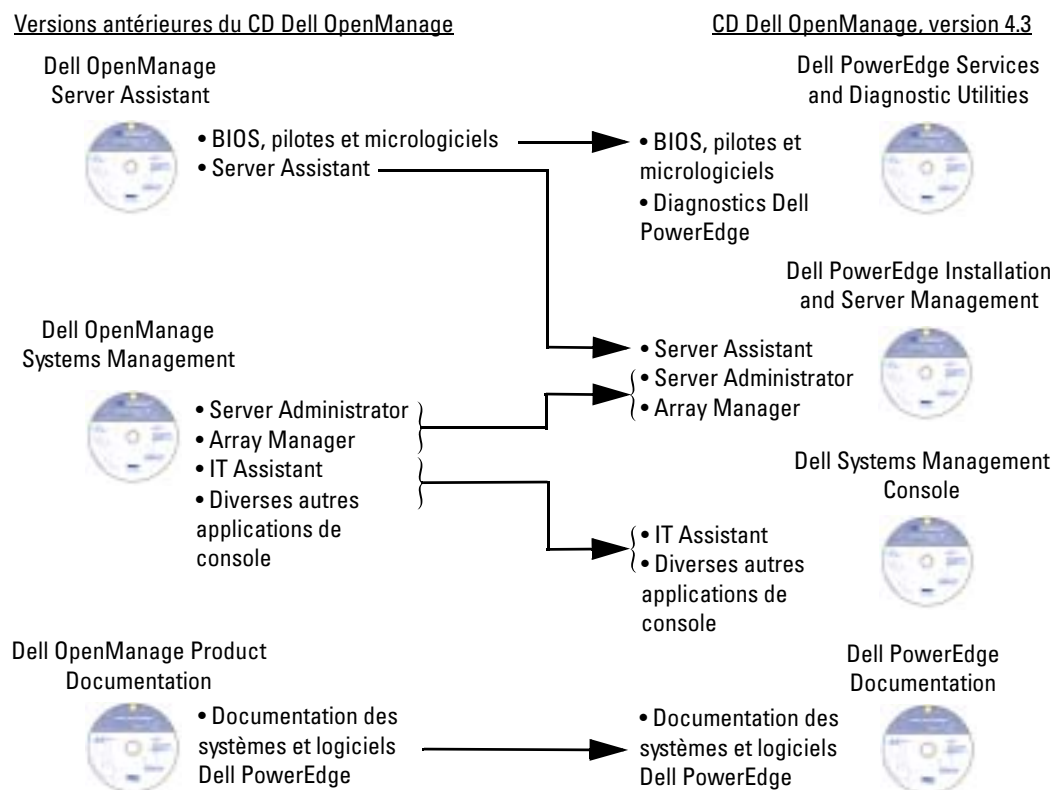 Versions antérieures du CD Dell OpenManage
CD Dell OpenManage, version 4.3
Dell OpenManage
Server Assistant
• BIOS, pilotes et micrologiciels
• Server Assistant
Dell PowerEdge Services
and Diagnostic Utilities
• BIOS, pilotes et
micrologiciels
• Diagnostics Dell
PowerEdge
Dell PowerEdge Installation
and Server Management
• Server Assistant
• Server Administrator
• Array Manager
Dell OpenManage
Systems Management
• Server Administrator
• Array Manager
• IT Assistant
• Diverses autres
applications de
console
Dell Systems Management
Console
• IT Assistant
• Diverses autres
applications de
console
Dell OpenManage Product
Documentation
• Documentation des
systèmes et logiciels
Dell PowerEdge
Dell PowerEdge
Documentation
• Documentation des
systèmes et logiciels
Dell PowerEdge